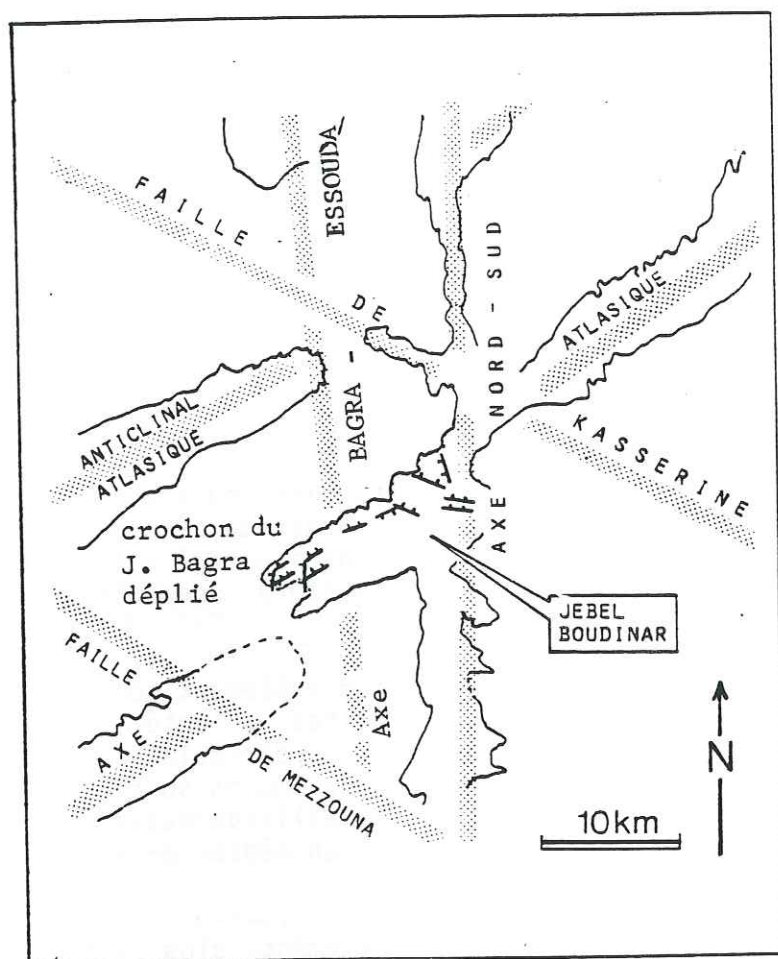 FAILLE DE KASSERINE
Axe BAGRA - ESSOUDA
AXE NORD - SUD
ATLASIQUE
ANTICLINAL
ATLASIQUE
crochon du
J. Bagra
déplié
JEBEL
BOUDINAR
FAILLE DE MEZZOUNA
AXE
N
10km